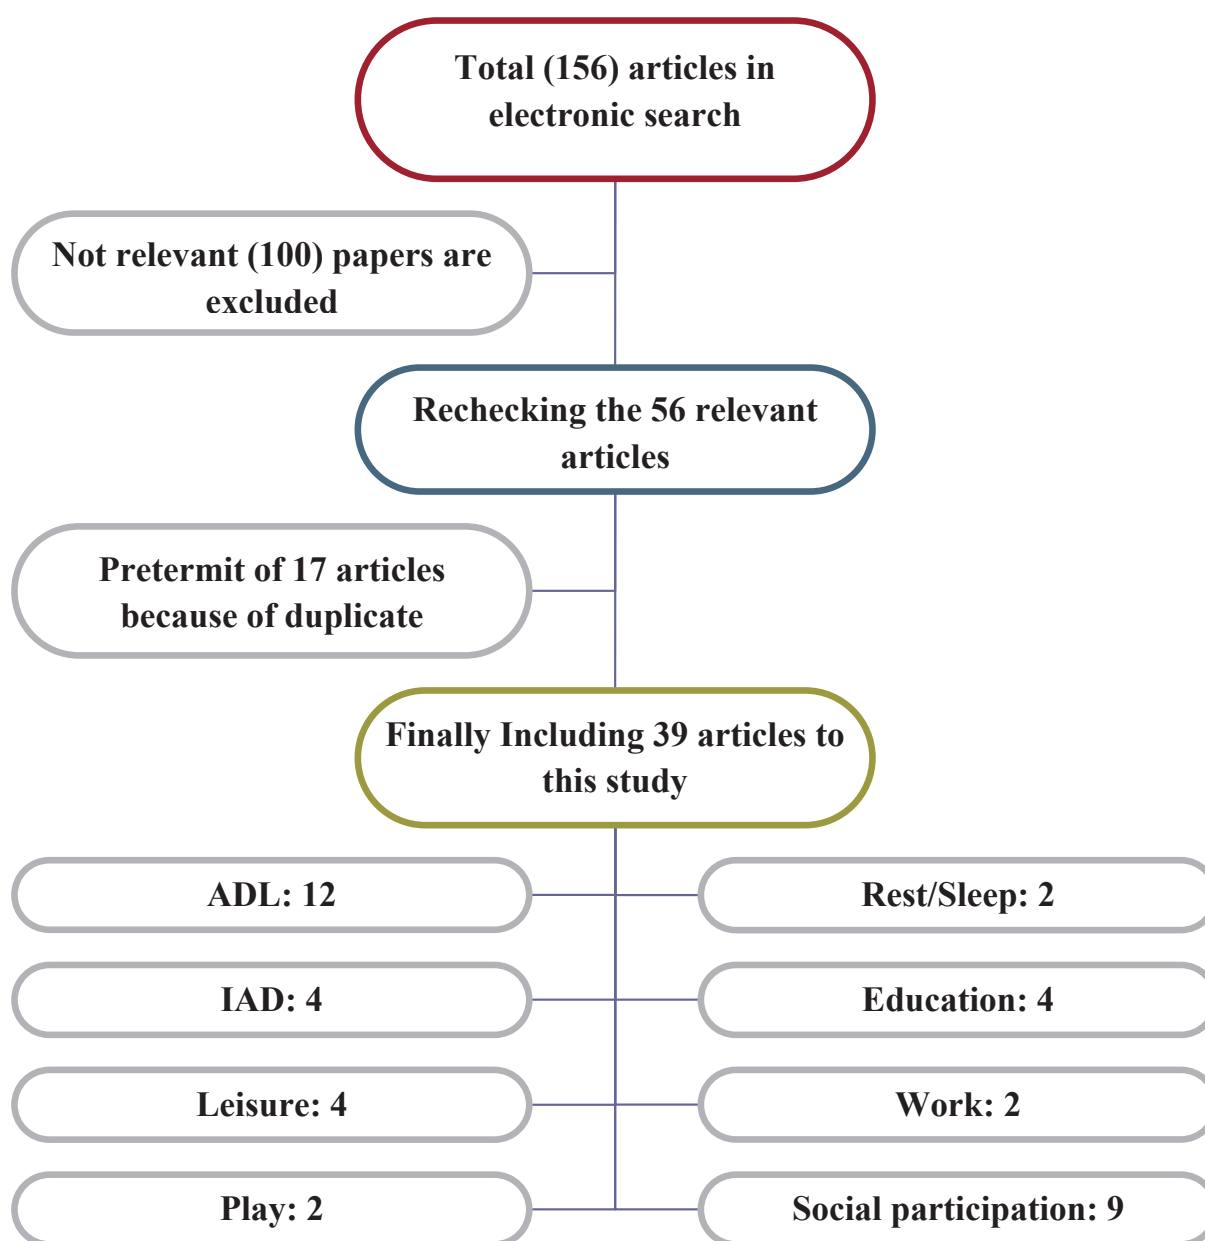 Total (156) articles in
electronic search
Not relevant (100) papers are
excluded
Rechecking the 56 relevant
articles
Pretermit of 17 articles
because of duplicate
Finally Including 39 articles to
this study
ADL: 12
Rest/Sleep: 2
IAD: 4
Education: 4
Leisure: 4
Work: 2
Play: 2
Social participation: 9